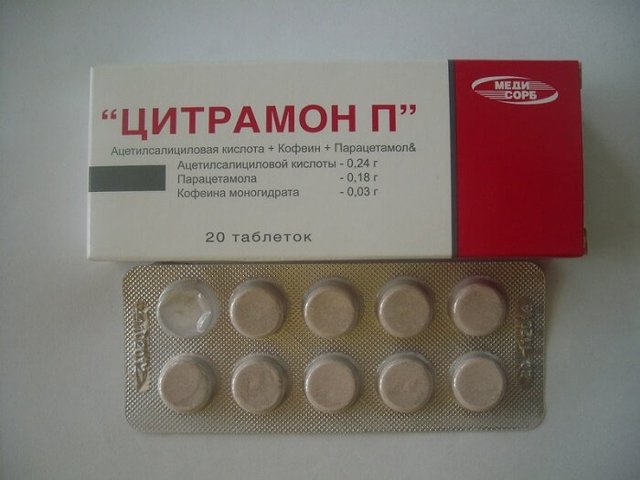 МЕДИ
СОРБ
"ЦИТРАМОН П"
Ацетилсалициловая кислота + Кофеин + Парацетамол&
Ацетилсалициловой кислоты - 0,24 г
Парацетамола - 0,18 г
Кофеина моногидрата - 0,03 г
20 таблеток